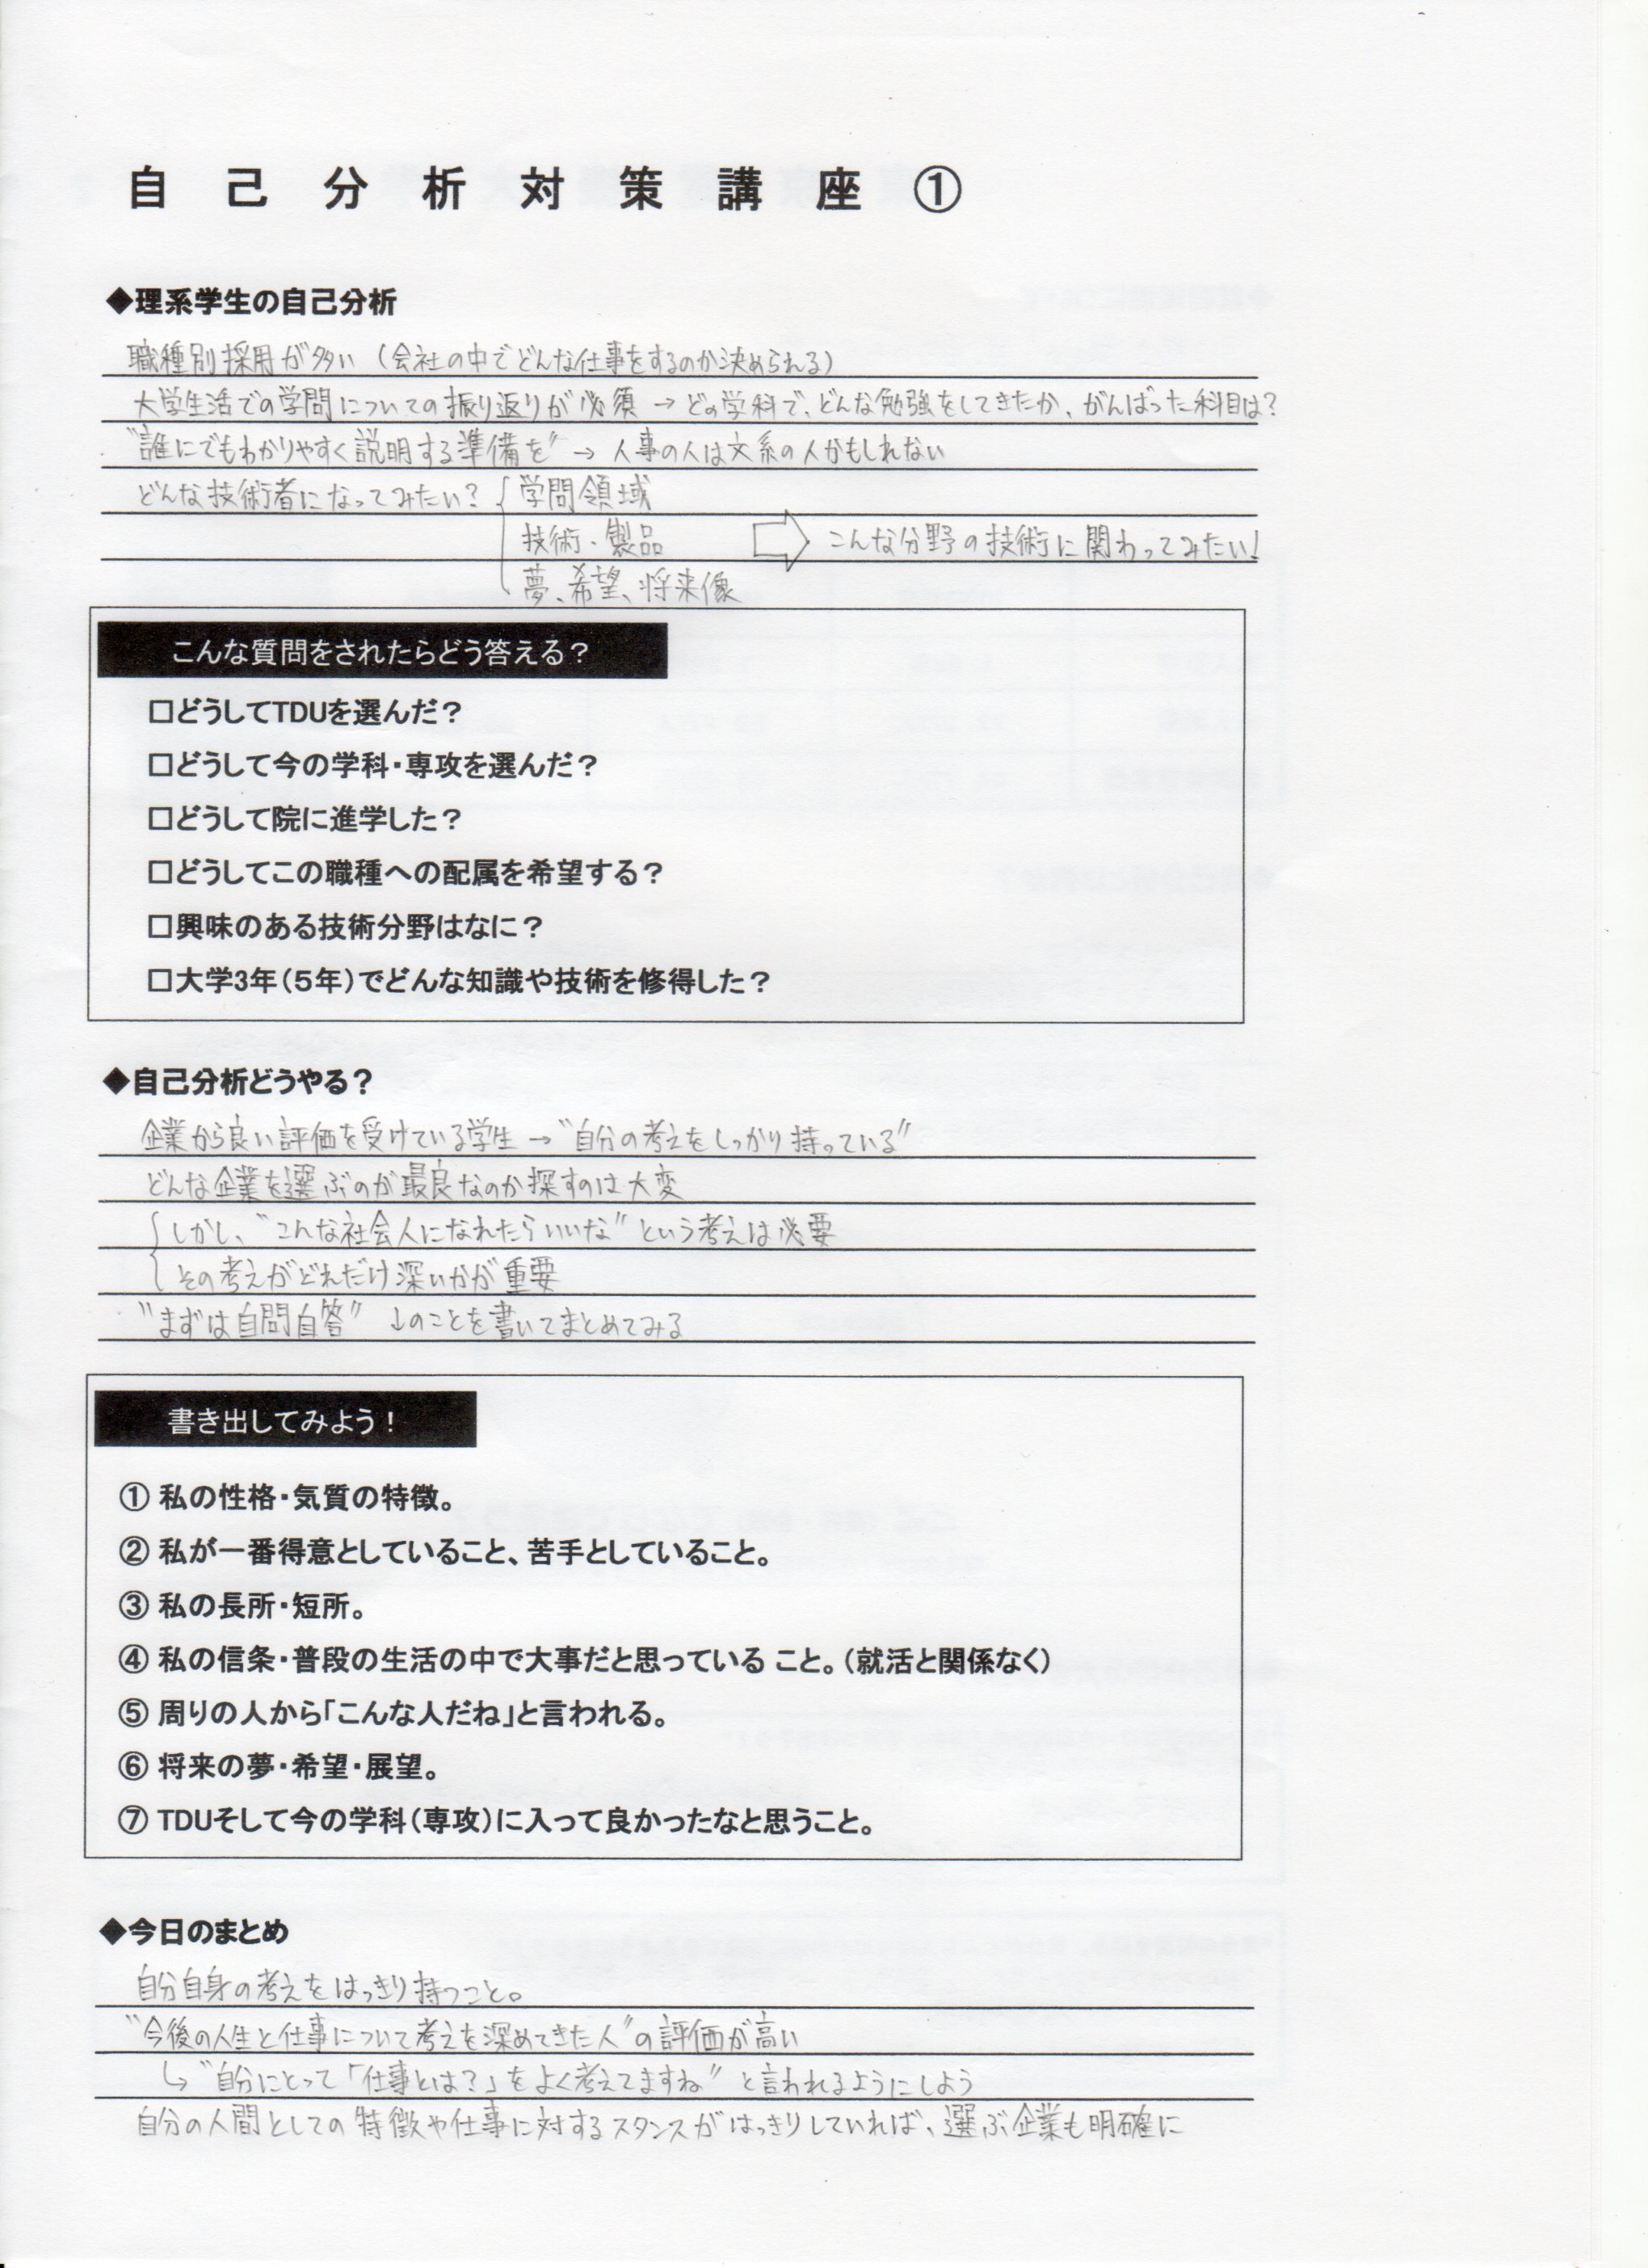 自己分析対策講座①
◆理系学生の自己分析
職種別採用が多い（会社の中でどんな仕事をするのか決められる）
大学生活での学問についての振り返りが必須→どの学科で、どんな勉強をしてきたか、がんばった科目は？
"誰にでもわかりやすく説明する準備を"→人事の人は文系の人かもしれない
どんな技術者になってみたい？ 学問領域
技術・製品 ⇨ こんな分野の技術に関わってみたい！
夢、希望、将来像
こんな質問をされたらどう答える？
□どうしてTDUを選んだ？
□どうして今の学科・専攻を選んだ？
□どうして院に進学した？
□どうしてこの職種への配属を希望する？
□興味のある技術分野はなに？
□大学3年（５年）でどんな知識や技術を修得した？
◆自己分析どうやる？
企業から良い評価を受けている学生→"自分の考えをしっかり持っている"
どんな企業を選ぶのが最良なのか探すのは大変
しかし、"こんな社会人になれたらいいな"という考えは必要
その考えがどれだけ深いかが重要
"まずは自問自答" ↓のことを書いてまとめてみる
書き出してみよう！
① 私の性格・気質の特徴。
② 私が一番得意としていること、苦手としていること。
③ 私の長所・短所。
④ 私の信条・普段の生活の中で大事だと思っている こと。（就活と関係なく）
⑤ 周りの人から「こんな人だね」と言われる。
⑥ 将来の夢・希望・展望。
⑦ TDUそして今の学科（専攻）に入って良かったなと思うこと。
◆今日のまとめ
自分自身の考えをはっきり持つこと。
"今後の人生と仕事について考えを深めてきた人"の評価が高い
↳"自分にとって「仕事とは？」をよく考えてますね"と言われるようにしよう
自分の人間としての特徴や仕事に対するスタンスがはっきりしていれば、選ぶ企業も明確に